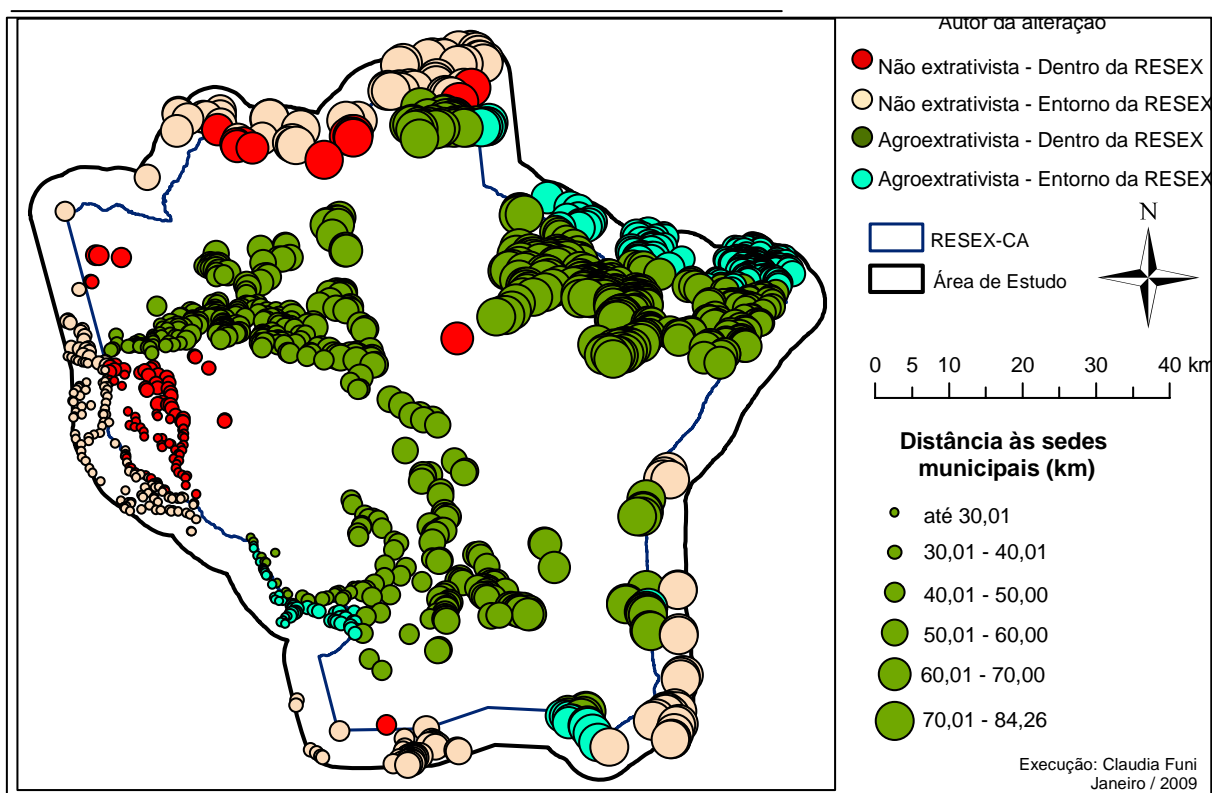 Autor da alteração
Não extrativista - Dentro da RESEX
Não extrativista - Entorno da RESEX
Agroextrativista - Dentro da RESEX
Agroextrativista - Entorno da RESEX
RESEX-CA
Área de Estudo
N
0 5 10 20 30 40 km
Distância às sedes
municipais (km)
até 30,01
30,01 - 40,01
40,01 - 50,00
50,01 - 60,00
60,01 - 70,00
70,01 - 84,26
Execução: Claudia Funi
Janeiro / 2009